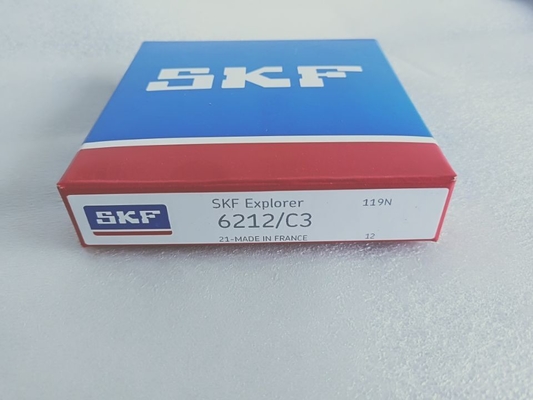 SKF
SKF
SKF Explorer
119N
6212/C3
21-MADE IN FRANCE
12